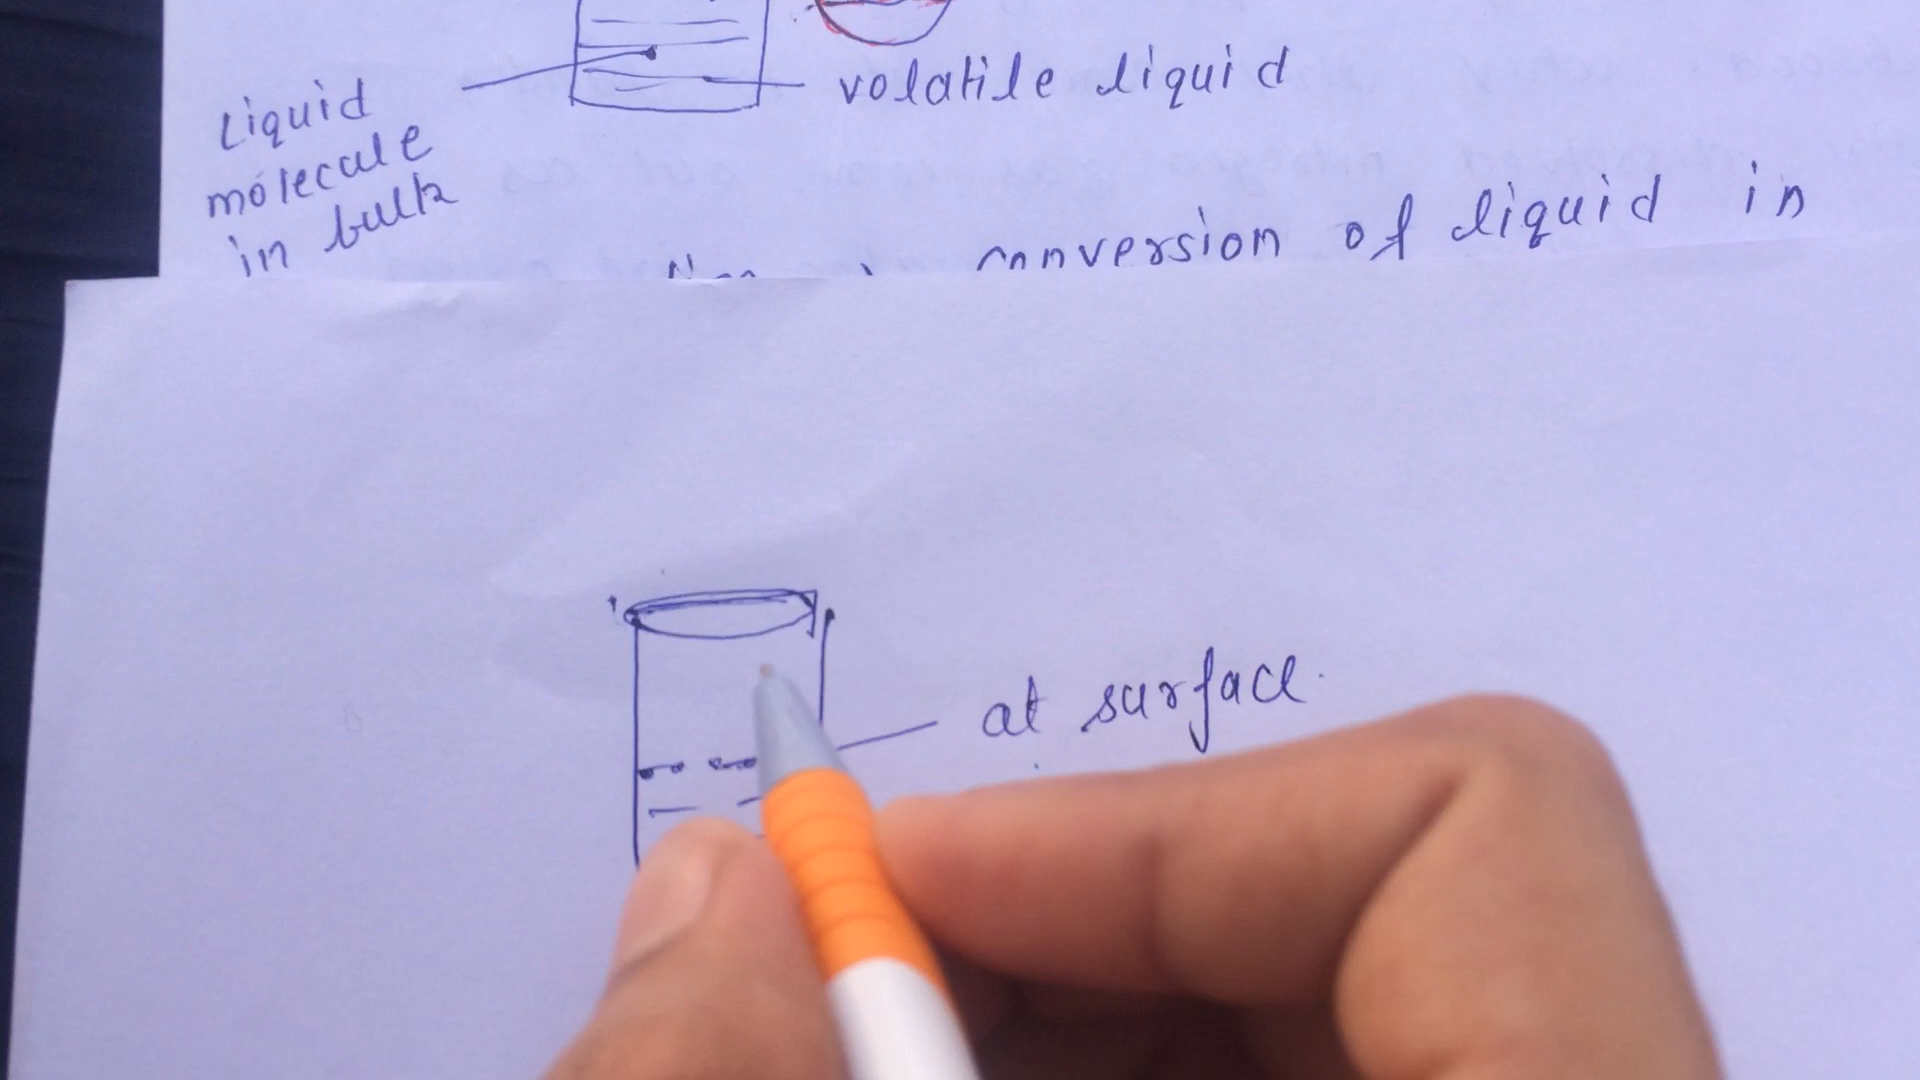 volatile liquid
Liquid
molecule
in bulk
conversion of liquid in
at surface.